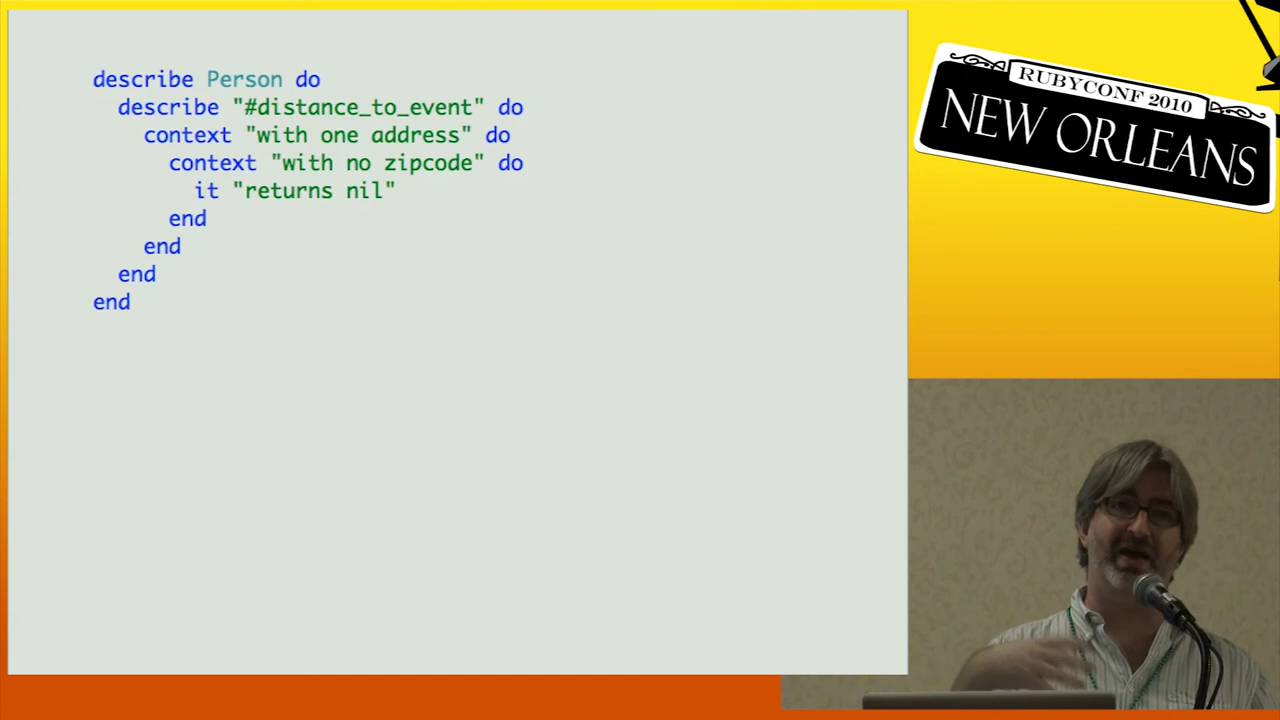 describe Person do
  describe "#distance_to_event" do
    context "with one address" do
      context "with no zipcode" do
        it "returns nil"
      end
    end
  end
end
RUBYCONF 2010
NEW ORLEANS